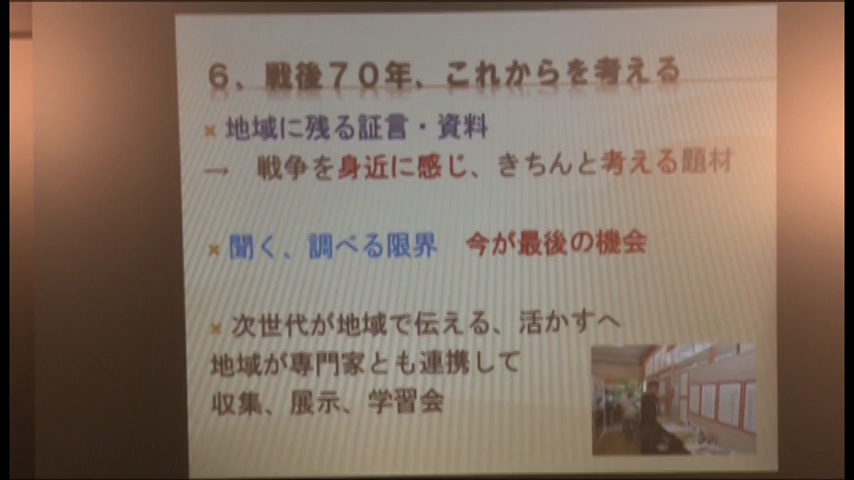 6、戦後70年、これからを考える
× 地域に残る証言・資料
→ 戦争を身近に感じ、きちんと考える題材
× 聞く、調べる限界 今が最後の機会
× 次世代が地域で伝える、活かすへ
地域が専門家とも連携して
収集、展示、学習会